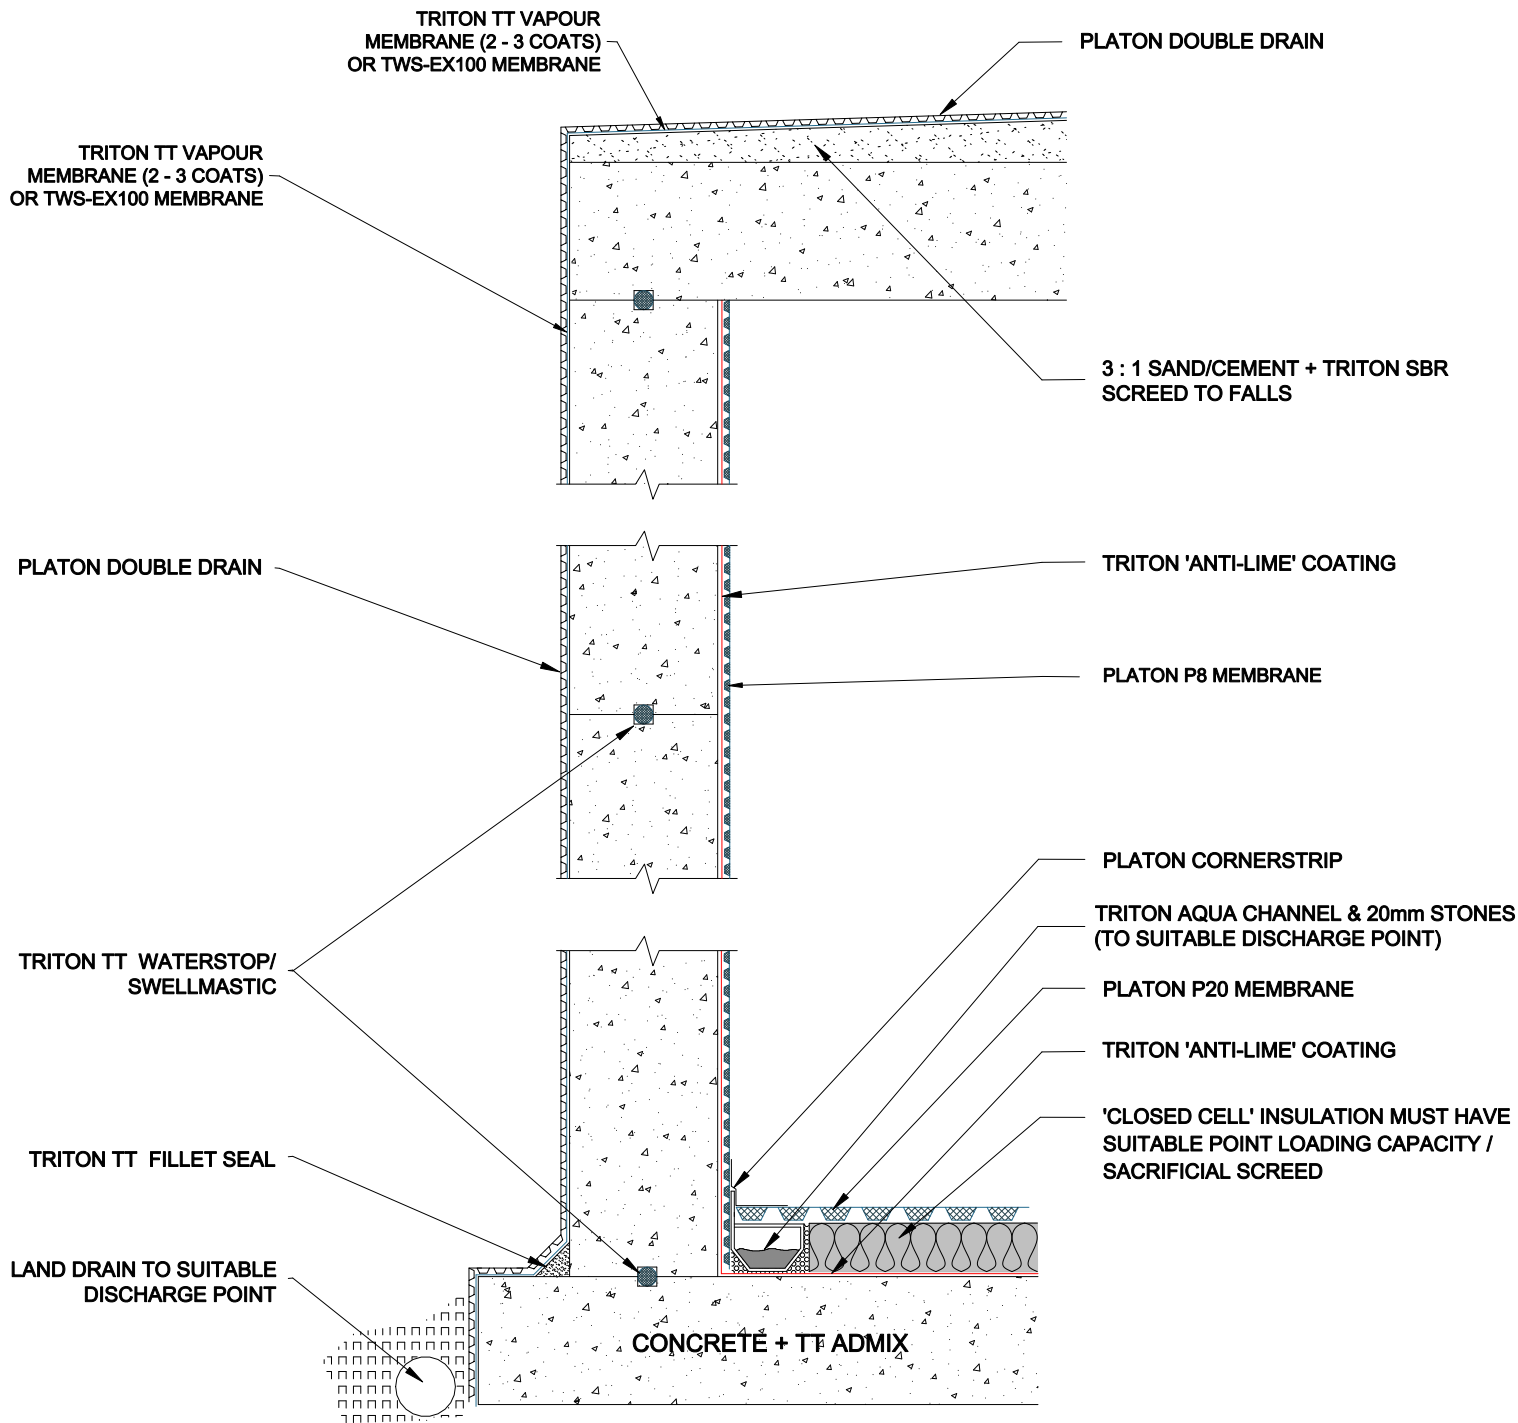 TRITON TT VAPOUR
MEMBRANE (2 - 3 COATS)
OR TWS-EX100 MEMBRANE
PLATON DOUBLE DRAIN
TRITON TT VAPOUR
MEMBRANE (2 - 3 COATS)
OR TWS-EX100 MEMBRANE
3 : 1 SAND/CEMENT + TRITON SBR
SCREED TO FALLS
PLATON DOUBLE DRAIN
TRITON 'ANTI-LIME' COATING
PLATON P8 MEMBRANE
PLATON CORNERSTRIP
TRITON AQUA CHANNEL & 20mm STONES
(TO SUITABLE DISCHARGE POINT)
TRITON TT WATERSTOP/
SWELLMASTIC
PLATON P20 MEMBRANE
TRITON 'ANTI-LIME' COATING
'CLOSED CELL' INSULATION MUST HAVE
SUITABLE POINT LOADING CAPACITY /
SACRIFICIAL SCREED
TRITON TT FILLET SEAL
LAND DRAIN TO SUITABLE
DISCHARGE POINT
CONCRETE + TT ADMIX